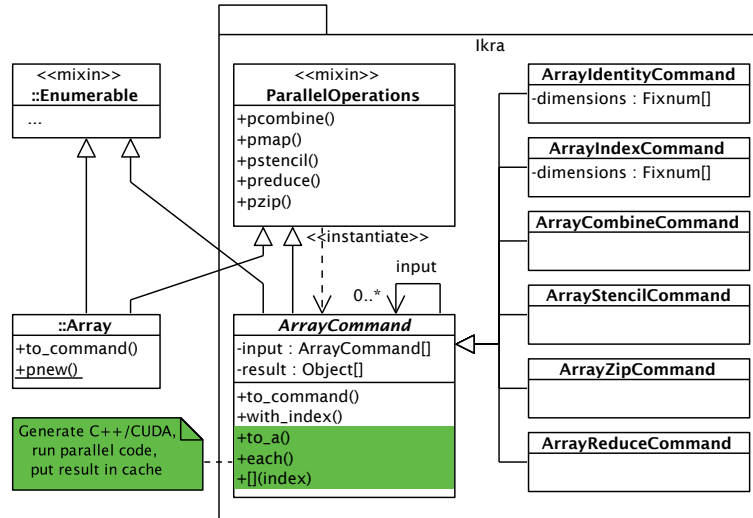 Ikra
<<mixin>>
::Enumerable
...
<<mixin>>
ParallelOperations
+pcombine()
+pmap()
+pstencil()
+preduce()
+pzip()
<<instantiate>>
input
0..*
::Array
+to_command()
+pnew()
ArrayCommand
-input : ArrayCommand[]
-result : Object[]
+to_command()
+with_index()
+to_a()
+each()
+[](index)
Generate C++/CUDA,
run parallel code,
put result in cache
ArrayIdentityCommand
-dimensions : Fixnum[]
ArrayIndexCommand
-dimensions : Fixnum[]
ArrayCombineCommand
ArrayStencilCommand
ArrayZipCommand
ArrayReduceCommand